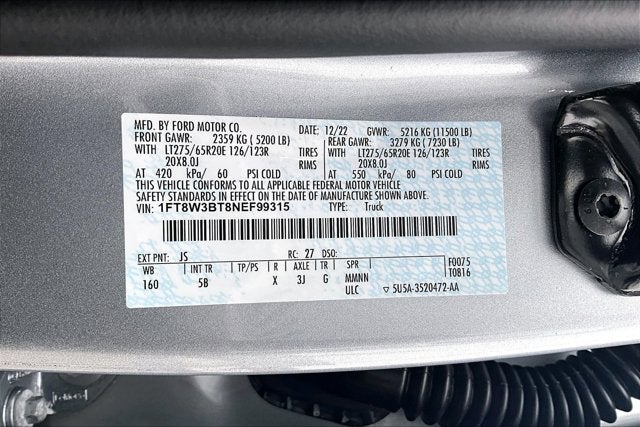 MFD. BY FORD MOTOR CO.
DATE: 12/22 GVWR: 5216 KG (11500 LB)
FRONT GAWR: 2359 KG (5200 LB)
REAR GAWR: 3279 KG (7230 LB)
WITH LT275/65R20E 126/123R TIRES
WITH LT275/65R20E 126/123R TIRES
20X8.0J RIMS
20X8.0J RIMS
AT 420 kPa/ 60 PSI COLD
AT 550 kPa/ 80 PSI COLD
THIS VEHICLE CONFORMS TO ALL APPLICABLE FEDERAL MOTOR VEHICLE
SAFETY STANDARDS IN EFFECT ON THE DATE OF MANUFACTURE SHOWN ABOVE.
VIN: 1FT8W3BT8NEF99315 TYPE: Truck
EXT PNT: JS RC: 27 DSO: F0075
WB INT TR TP/PS R AXLE TR SPR T0816
160 5B X 3J G MMNN
ULC ▽ 5U5A-3520472-AA